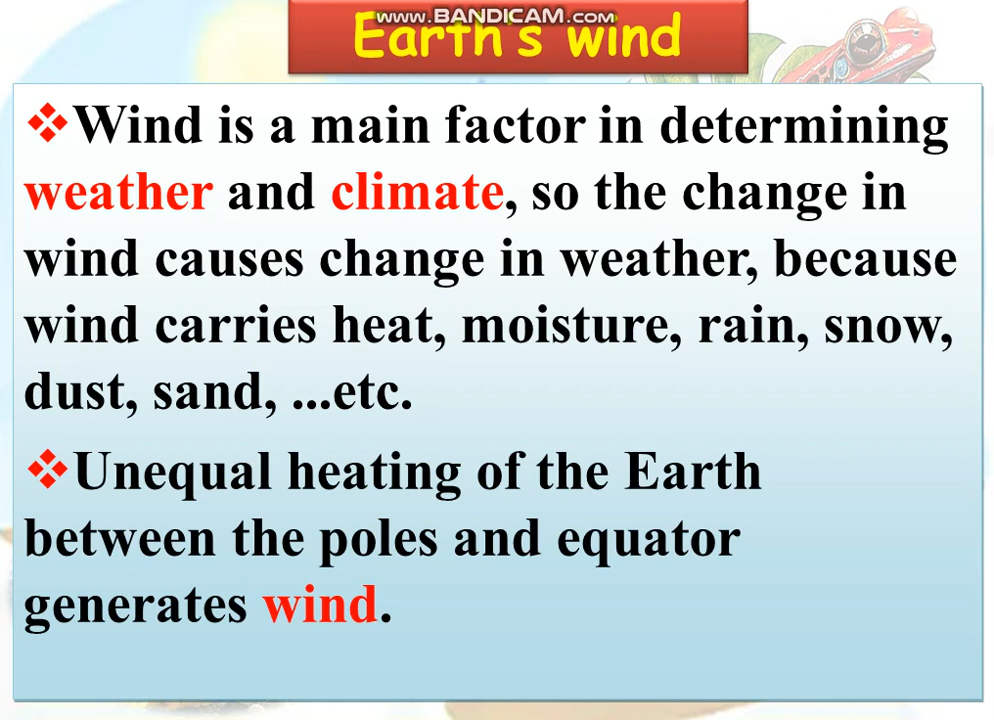 www.BANDICAM.com
Earth's wind
❖Wind is a main factor in determining
weather and climate, so the change in
wind causes change in weather, because
wind carries heat, moisture, rain, snow,
dust, sand, ...etc.
❖Unequal heating of the Earth
between the poles and equator
generates wind.